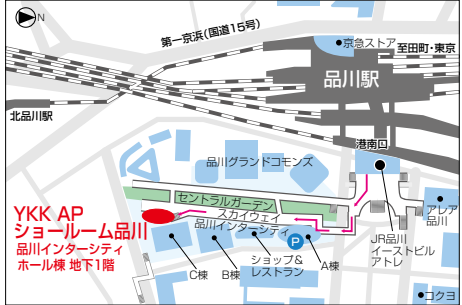 N
第一京浜(国道15号)
京急ストア
至田町・東京
品川駅
北品川駅
港南口
品川グランドコモンズ
セントラルガーデン
スカイウェイ
品川インターシティ
アレア
品川
YKK AP
ショールーム品川
品川インターシティ
ホール棟 地下1階
P
JR品川
イーストビル
アトレ
C棟
B棟
ショップ&
レストラン
A棟
コクヨ